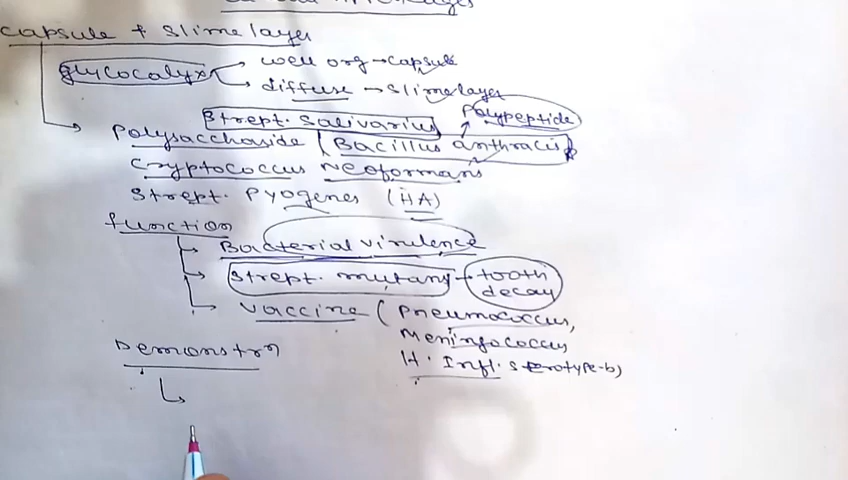 Capsule + Slime layer
glycocalyx → well org → capsule
→ diffuse → Slime layer
Strept. Salivarius Polypeptide
Polysaccharide (Bacillus anthracis)
Cryptococcus Neoformans
Strept. Pyogenes (HA)
function
→ Bacterial virulence
→ Strept. mutans → tooth decay
→ vaccine (Pneumococcus,
Meningococcus
H. Infl. Serotype-b)
Demonstrn